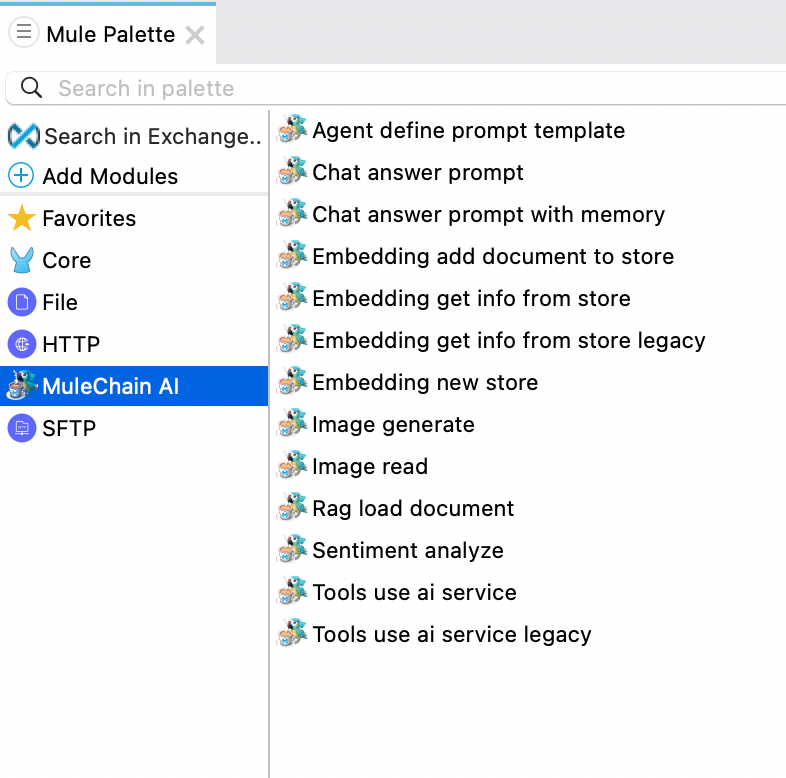 Mule Palette
Search in palette
Search in Exchange..
Add Modules
Favorites
Core
File
HTTP
MuleChain AI
SFTP
Agent define prompt template
Chat answer prompt
Chat answer prompt with memory
Embedding add document to store
Embedding get info from store
Embedding get info from store legacy
Embedding new store
Image generate
Image read
Rag load document
Sentiment analyze
Tools use ai service
Tools use ai service legacy